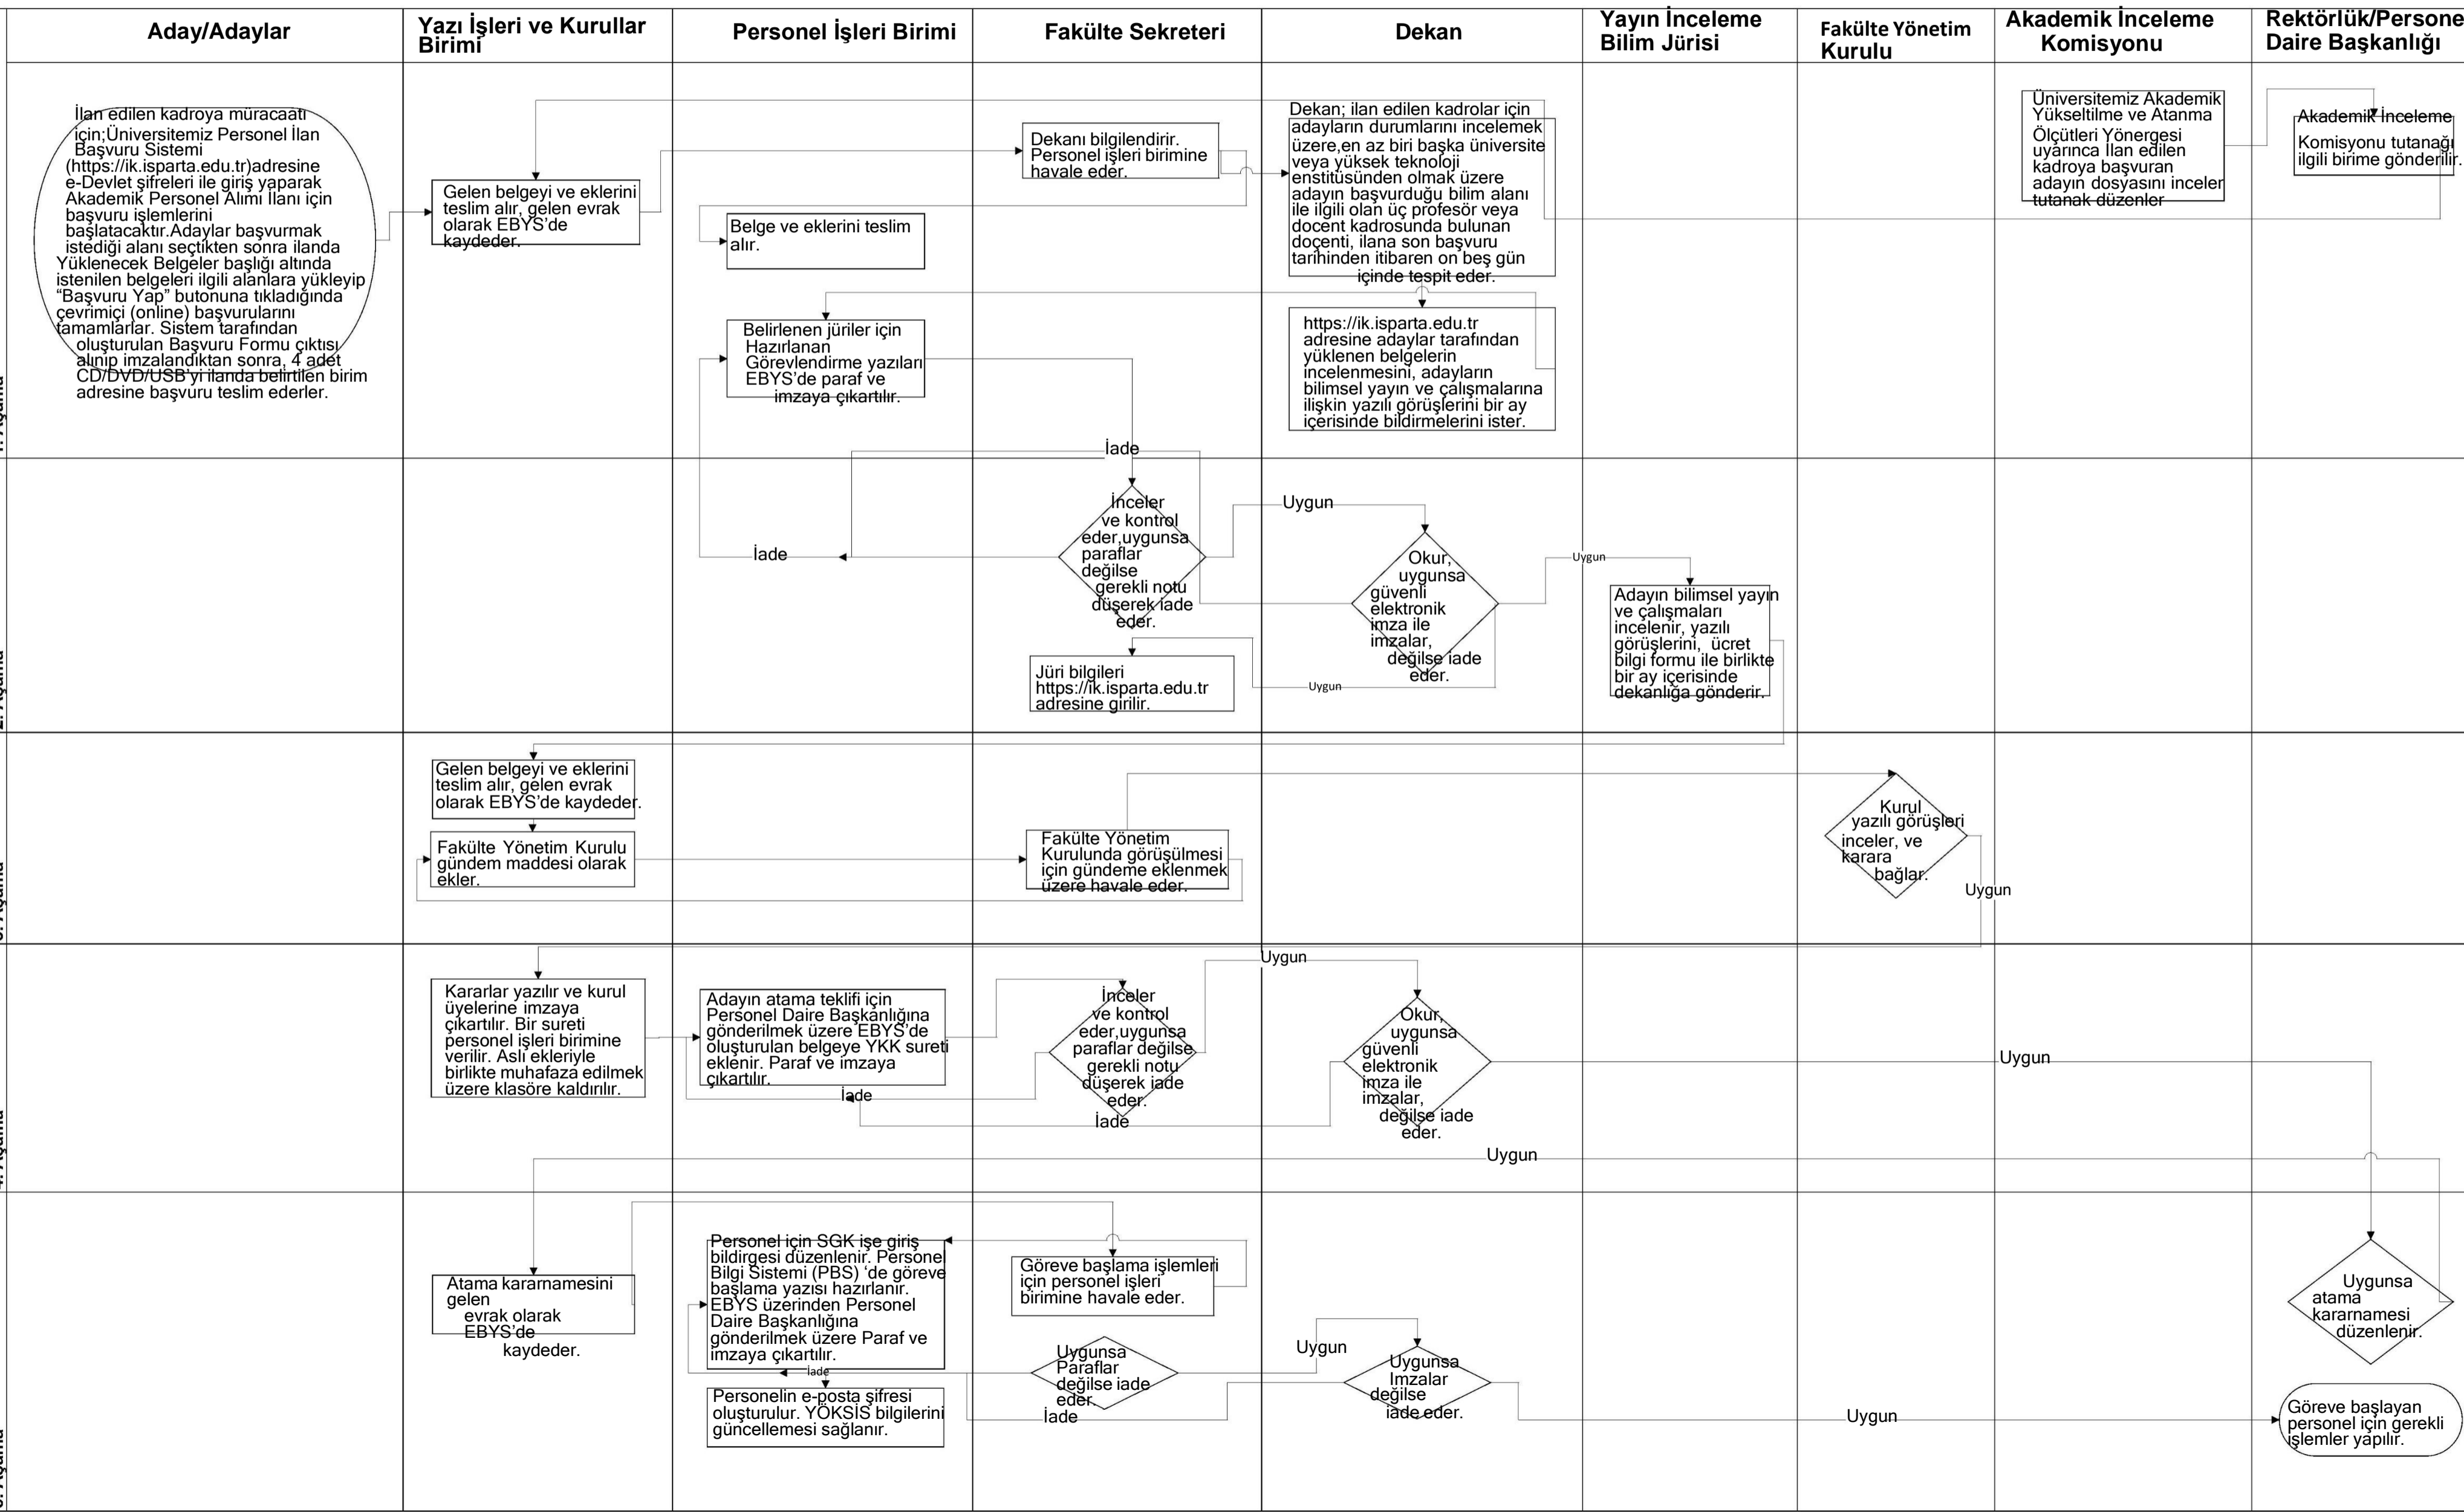 Aday/Adaylar
Yazı İşleri ve Kurullar
Birimi
Personel İşleri Birimi
Fakülte Sekreteri
Dekan
Yayın İnceleme
Bilim Jürisi
Fakülte Yönetim
Kurulu
Akademik İnceleme
Komisyonu
Rektörlük/Persone
Daire Başkanlığı
İlan edilen kadroya müracaatı
için;Üniversitemiz Personel İlan
Başvuru Sistemi
(https://ik.isparta.edu.tr)adresine
e-Devlet şifreleri ile giriş yaparak
Akademik Personel Alımı İlanı için
başvuru işlemlerini
başlatacaktır.Adaylar başvurmak
istediği alanı seçtikten sonra ilanda
Yüklenecek Belgeler başlığı altında
istenilen belgeleri ilgili alanlara yükleyip
“Başvuru Yap” butonuna tıkladığında
çevrimiçi (online) başvurularını
tamamlarlar. Sistem tarafından
oluşturulan Başvuru Formu çıktısı
alınıp imzalandıktan sonra, 4 adet
CD/DVD/USB’yi ilanda belirtilen birim
adresine başvuru teslim ederler.
Gelen belgeyi ve eklerini
teslim alır, gelen evrak
olarak EBYS’de
kaydeder.
Belge ve eklerini teslim
alır.
Belirlenen jüriler için
Hazırlanan
Görevlendirme yazıları
EBYS’de paraf ve
imzaya çıkartılır.
Dekanı bilgilendirir.
Personel işleri birimine
havale eder.
Dekan; ilan edilen kadrolar için
adayların durumlarını incelemek
üzere,en az biri başka üniversite
veya yüksek teknoloji
enstitüsünden olmak üzere
adayın başvurduğu bilim alanı
ile ilgili olan üç profesör veya
docent kadrosunda bulunan
doçenti, ilana son başvuru
tarihinden itibaren on beş gün
içinde tespit eder.
https://ik.isparta.edu.tr
adresine adaylar tarafından
yüklenen belgelerin
incelenmesini, adayların
bilimsel yayın ve çalışmalarına
ilişkin yazılı görüşlerini bir ay
içerisinde bildirmelerini ister.
Üniversitemiz Akademik
Yükseltilme ve Atanma
Ölçütleri Yönergesi
uyarınca İlan edilen
kadroya başvuran
adayın dosyasını inceler
tutanak düzenler
Akademik İnceleme
Komisyonu tutanağı
ilgili birime gönderilir.
İade
İade
İnceler
ve kontrol
eder,uygunsa
paraflar
değilse
gerekli notu
düşerek iade
eder.
Uygun
Okur,
uygunsa
güvenli
elektronik
imza ile
imzalar,
değilse iade
eder.
Uygun
Adayın bilimsel yayın
ve çalışmaları
incelenir, yazılı
görüşlerini, ücret
bilgi formu ile birlikte
bir ay içerisinde
dekanlığa gönderir.
Jüri bilgileri
https://ik.isparta.edu.tr
adresine girilir.
Uygun
Gelen belgeyi ve eklerini
teslim alır, gelen evrak
olarak EBYS’de kaydeder.
Fakülte Yönetim Kurulu
gündem maddesi olarak
ekler.
Fakülte Yönetim
Kurulunda görüşülmesi
için gündeme eklenmek
üzere havale eder.
Kurul
yazılı görüşleri
inceler, ve
karara
bağlar.
Uygun
Kararlar yazılır ve kurul
üyelerine imzaya
çıkartılır. Bir sureti
personel işleri birimine
verilir. Aslı ekleriyle
birlikte muhafaza edilmek
üzere klasöre kaldırılır.
Adayın atama teklifi için
Personel Daire Başkanlığına
gönderilmek üzere EBYS’de
oluşturulan belgeye YKK sureti
eklenir. Paraf ve imzaya
çıkartılır.
İade
İnceler
ve kontrol
eder,uygunsa
paraflar değilse
gerekli notu
düşerek iade
eder.
İade
Uygun
Okur,
uygunsa
güvenli
elektronik
imza ile
imzalar,
değilse iade
eder.
Uygun
Uygun
Atama kararnamesini
gelen
evrak olarak
EBYS’de
kaydeder.
Personel için SGK işe giriş
bildirgesi düzenlenir. Personel
Bilgi Sistemi (PBS) ‘de göreve
başlama yazısı hazırlanır.
EBYS üzerinden Personel
Daire Başkanlığına
gönderilmek üzere Paraf ve
imzaya çıkartılır.
İade
Personelin e-posta şifresi
oluşturulur. YÖKSİS bilgilerini
güncellemesi sağlanır.
Göreve başlama işlemleri
için personel işleri
birimine havale eder.
Uygunsa
Paraflar
değilse iade
eder.
İade
Uygun
Uygunsa
İmzalar
değilse
iade eder.
Uygun
Uygunsa
atama
kararnamesi
düzenlenir.
Göreve başlayan
personel için gerekli
işlemler yapılır.